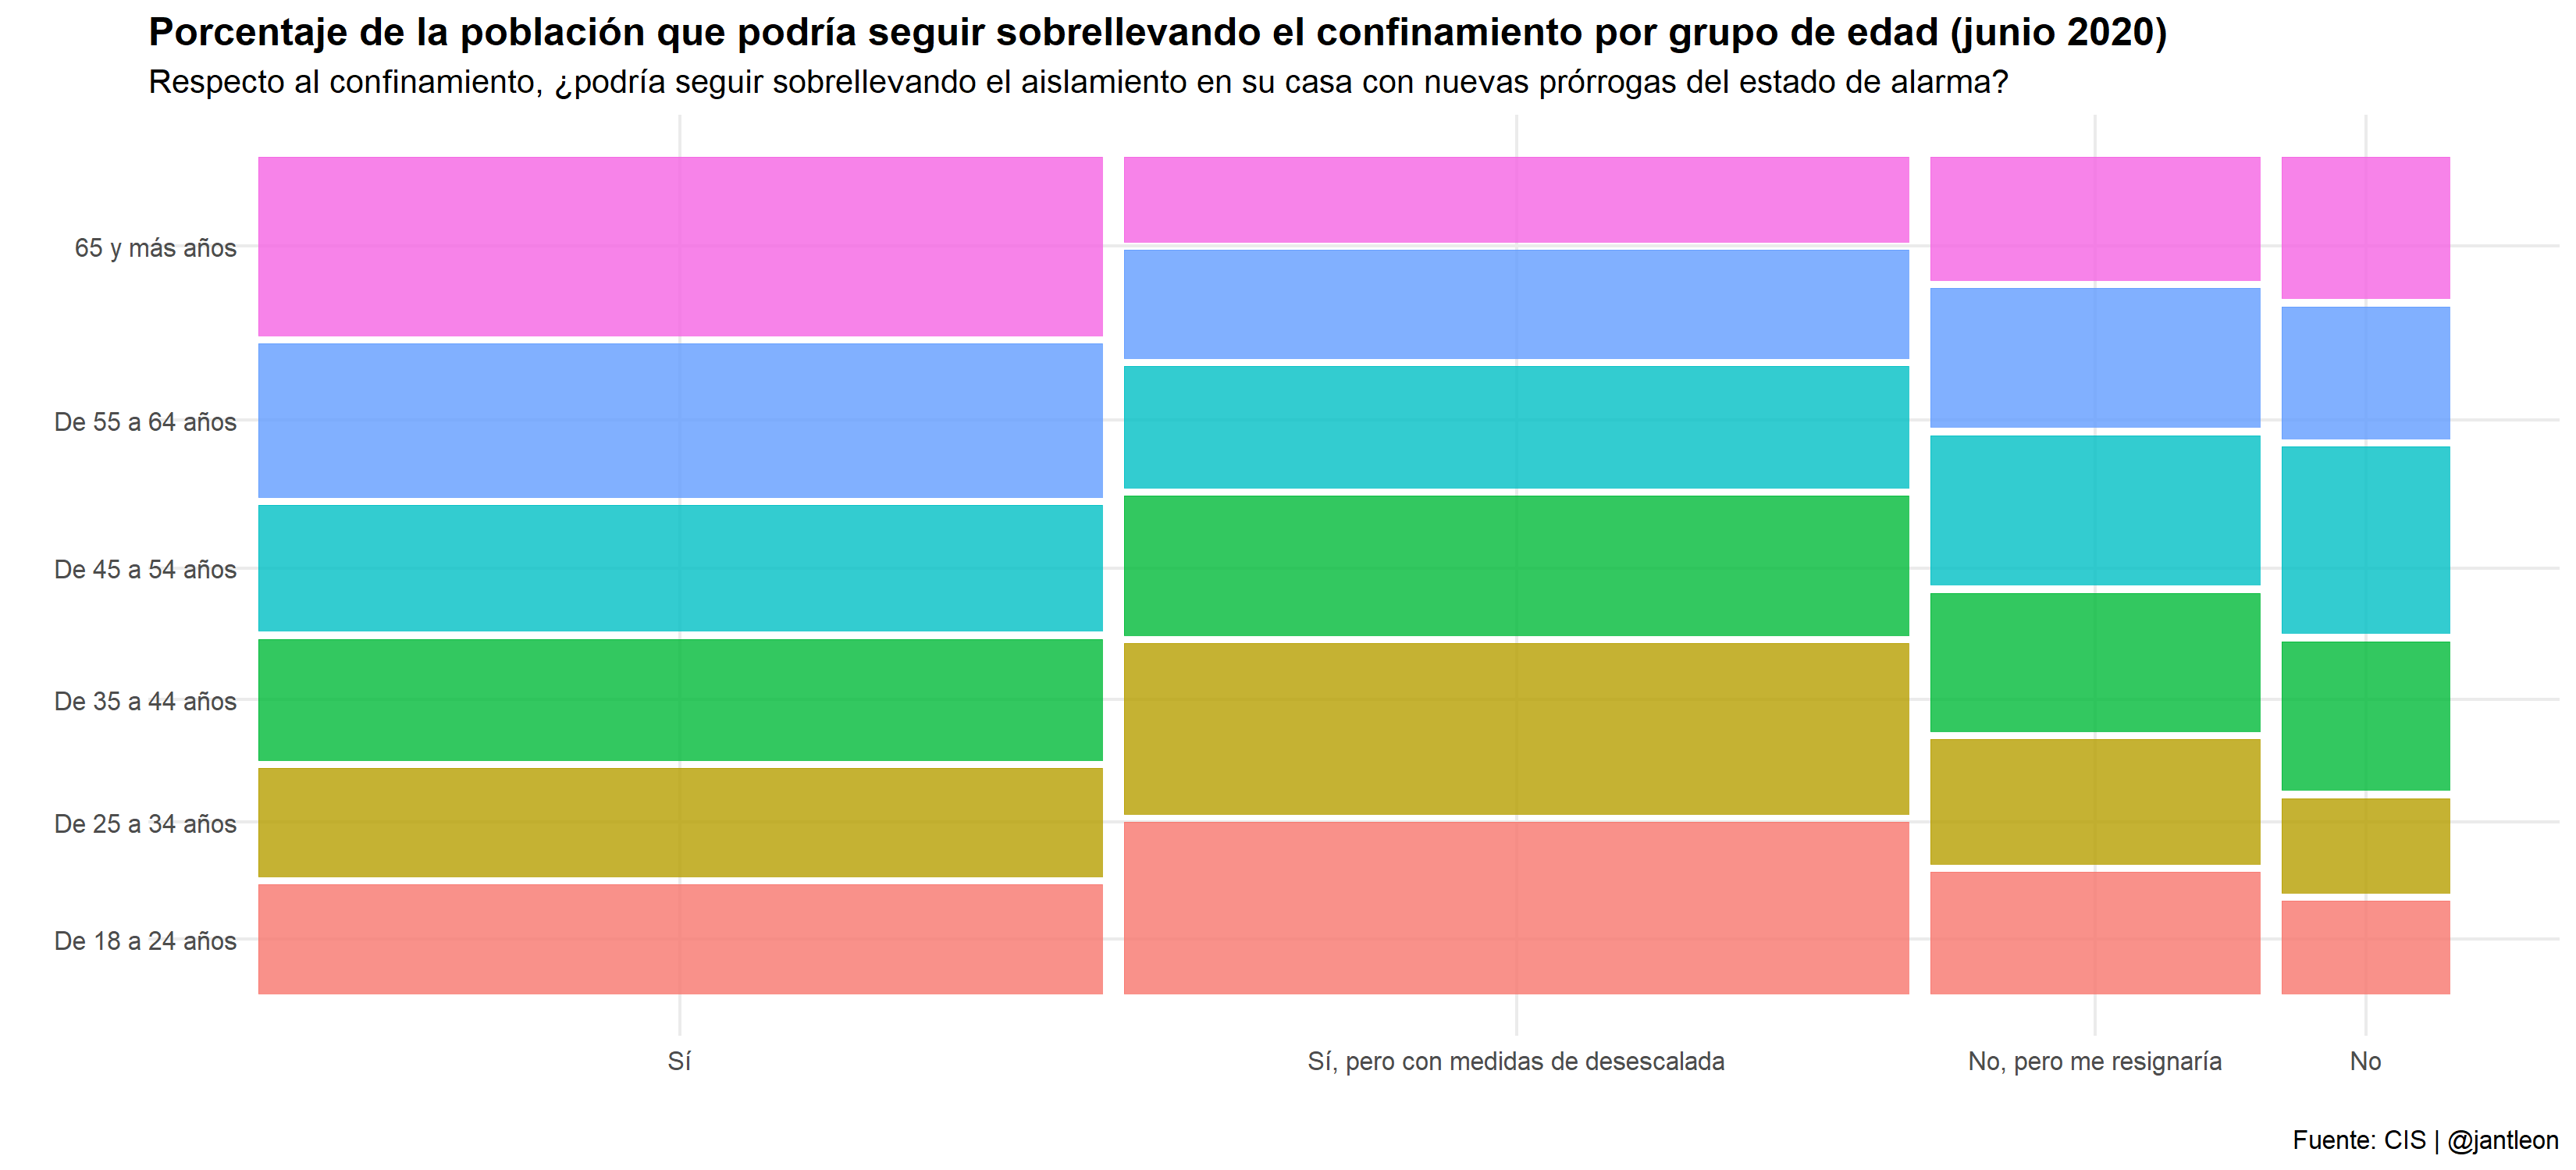 Porcentaje de la población que podría seguir sobrellevando el confinamiento por grupo de edad (junio 2020)
Respecto al confinamiento, ¿podría seguir sobrellevando el aislamiento en su casa con nuevas prórrogas del estado de alarma?
65 y más años
De 55 a 64 años
De 45 a 54 años
De 35 a 44 años
De 25 a 34 años
De 18 a 24 años
Sí
Sí, pero con medidas de desescalada
No, pero me resignaría
No
Fuente: CIS | @jantleon